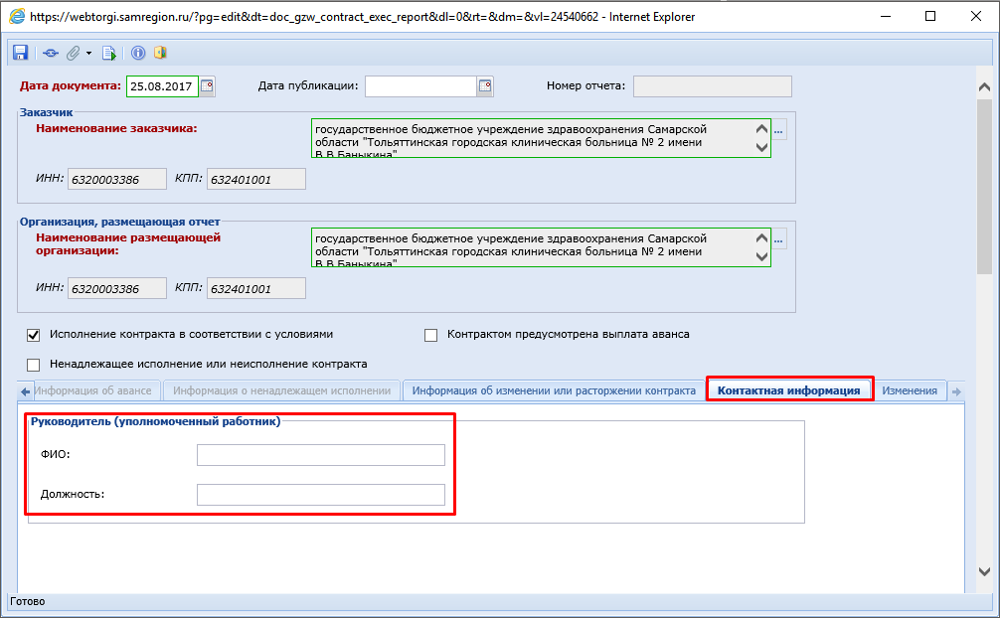 https://webtorgi.samregion.ru/?pg=edit&dt=doc_gzw_contract_exec_report&dl=0&rt=&dm=&vl=24540662 - Internet Explorer
Дата документа: 25.08.2017 Дата публикации: Номер отчета:
Заказчик
Наименование заказчика:
государственное бюджетное учреждение здравоохранения Самарской
области "Тольяттинская городская клиническая больница № 2 имени
В.В.Баныкина"
...
ИНН: 6320003386 КПП: 632401001
Организация, размещающая отчет
Наименование размещающей
организации:
государственное бюджетное учреждение здравоохранения Самарской
области "Тольяттинская городская клиническая больница № 2 имени
В.В.Баныкина"
...
ИНН: 6320003386 КПП: 632401001
Исполнение контракта в соответствии с условиями Контрактом предусмотрена выплата аванса
Ненадлежащее исполнение или неисполнение контракта
Информация об авансе Информация о ненадлежащем исполнении Информация об изменении или расторжении контракта Контактная информация Изменения
Руководитель (уполномоченный работник)
ФИО:
Должность:
Готово